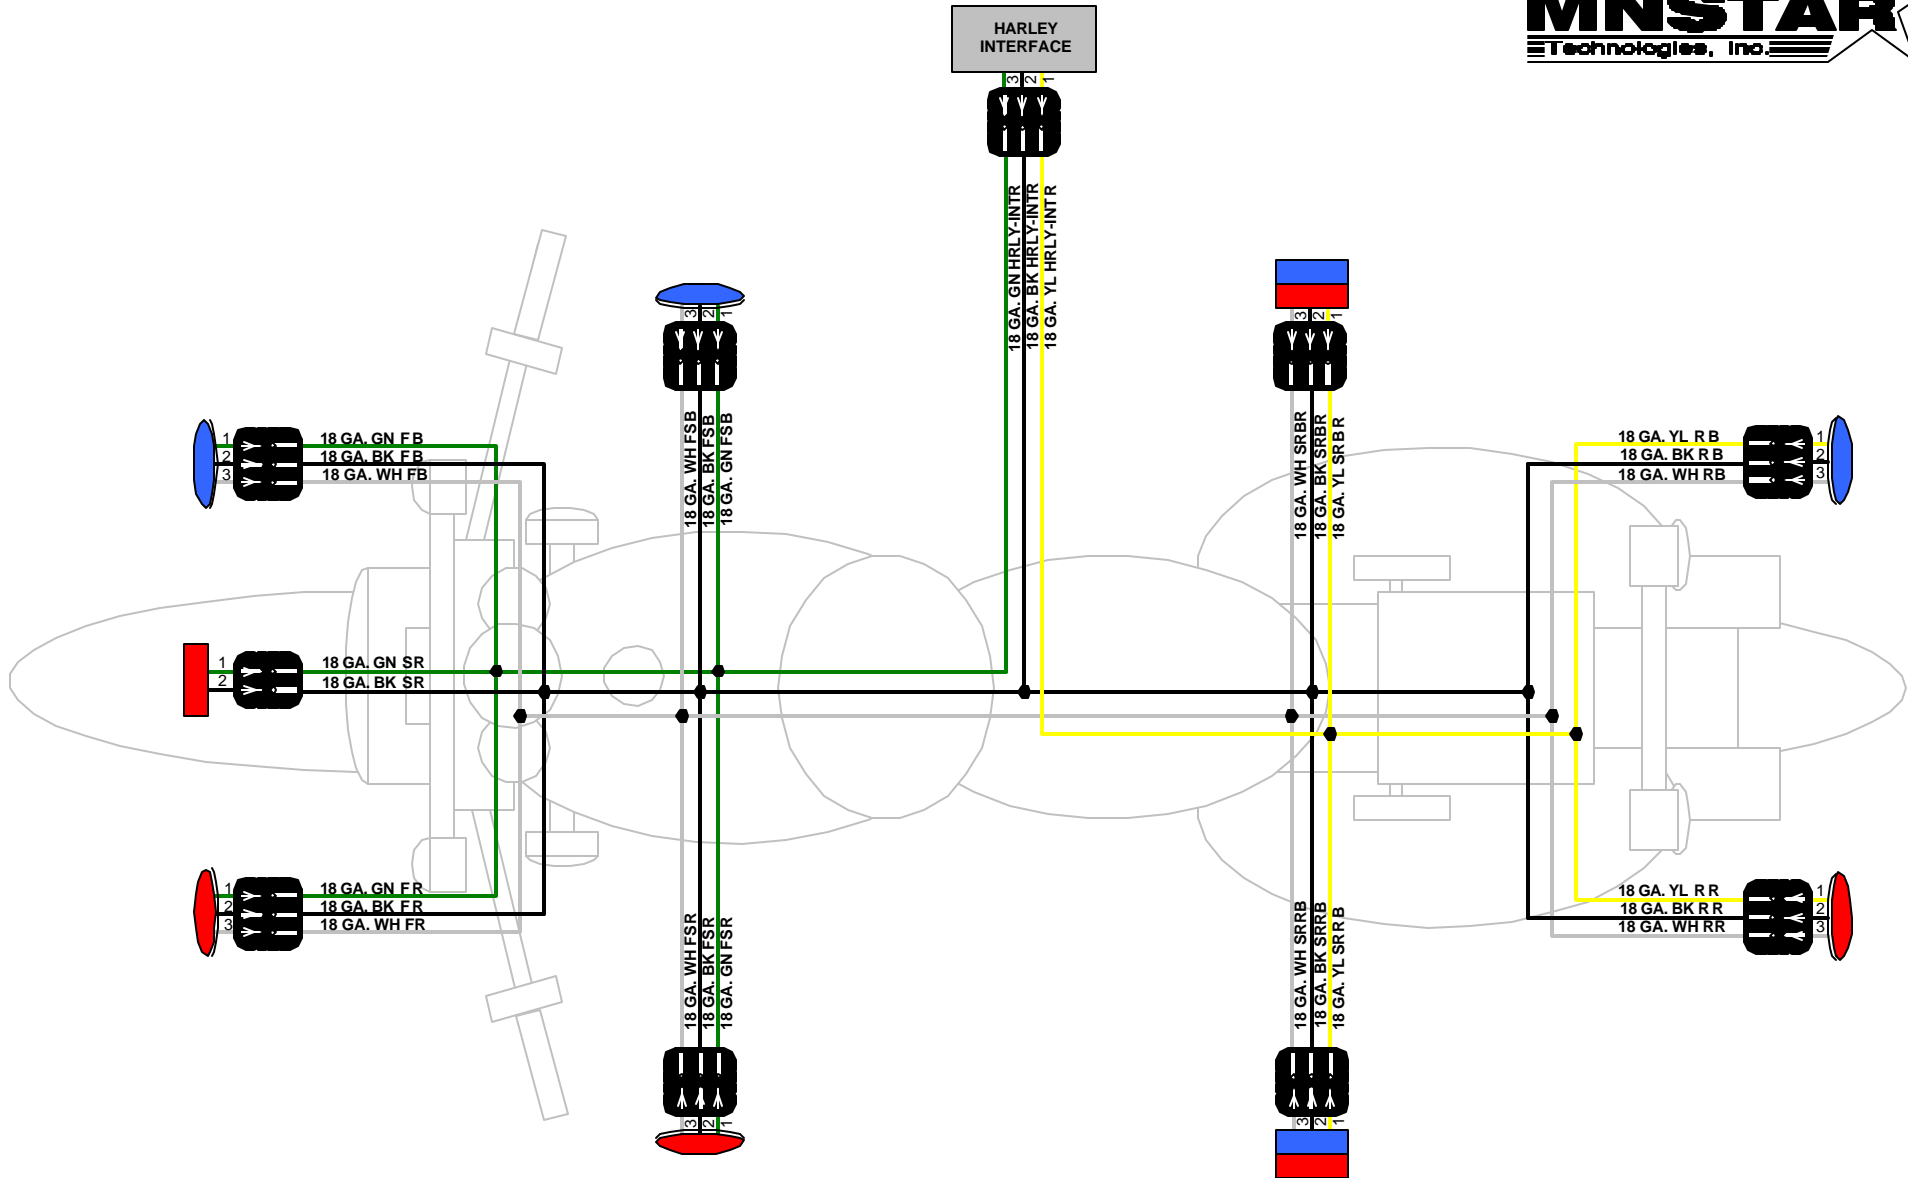 MNSTAR
Technologies, Inc.
HARLEY
INTERFACE
3 2 1
18 GA. GN HRLY-INTR
18 GA. BK HRLY-INTR
18 GA. YL HRLY-INTR
3 2 1
18 GA. WH FSB
18 GA. BK FSB
18 GA. GN FSB
3 2 1
18 GA. WH SRBR
18 GA. BK SRBR
18 GA. YL SRBR
1 18 GA. GN FB
2 18 GA. BK FB
3 18 GA. WH FB
18 GA. YL RB 1
18 GA. BK RB 2
18 GA. WH RB 3
1 18 GA. GN SR
2 18 GA. BK SR
1 18 GA. GN FR
2 18 GA. BK FR
3 18 GA. WH FR
18 GA. YL RR 1
18 GA. BK RR 2
18 GA. WH RR 3
18 GA. WH FSR
18 GA. BK FSR
18 GA. GN FSR
3 2 1
18 GA. WH SRRB
18 GA. BK SRRB
18 GA. YL SRRB
3 2 1